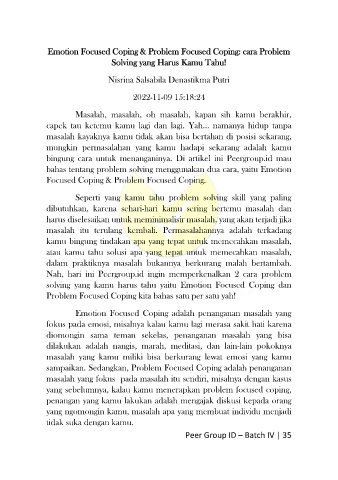 Emotion Focused Coping & Problem Focused Coping: cara Problem
Solving yang Harus Kamu Tahu!
Nisrina Salsabila Denastikma Putri
2022-11-09 15:18:24
Masalah, masalah, oh masalah, kapan sih kamu berakhir,
capek tau ketemu kamu lagi dan lagi. Yah... namanya hidup tanpa
masalah kayaknya kamu tidak akan bisa bertahan di posisi sekarang,
mungkin permasalahan yang kamu hadapi sekarang adalah kamu
bingung cara untuk menanganinya. Di artikel ini Peergroup.id mau
bahas tentang problem solving menggunakan dua cara, yaitu Emotion
Focused Coping & Problem Focused Coping.
Seperti yang kamu tahu problem solving skill yang paling
dibutuhkan, karena sehari-hari kamu sering bertemu masalah dan
harus diselesaikan untuk meminimalisir masalah, yang akan terjadi jika
masalah itu terulang kembali. Permasalahannya adalah terkadang
kamu bingung tindakan apa yang tepat untuk memecahkan masalah,
atau kamu tahu solusi apa yang tepat untuk memecahkan masalah,
dalam praktiknya masalah bukannya berkurang malah bertambah.
Nah, hari ini Peergroup.id ingin memperkenalkan 2 cara problem
solving yang kamu harus tahu yaitu Emotion Focused Coping dan
Problem Focused Coping kita bahas satu per satu yah!
Emotion Focused Coping adalah penanganan masalah yang
fokus pada emosi, misalnya kalau kamu lagi merasa sakit hati karena
diomongin sama teman sekelas, penanganan masalah yang bisa
dilakukan adalah nangis, marah, meditasi, dan lain-lain pokoknya
masalah yang kamu miliki bisa berkurang lewat emosi yang kamu
sampaikan. Sedangkan, Problem Focused Coping adalah penanganan
masalah yang fokus pada masalah itu sendiri, misalnya dengan kasus
yang sebelumnya, kalau kamu menerapkan problem focused coping,
penangan yang kamu lakukan adalah mengajak diskusi kepada orang
yang ngomongin kamu, masalah apa yang membuat individu menjadi
tidak suka dengan kamu.
Peer Group ID – Batch IV | 35